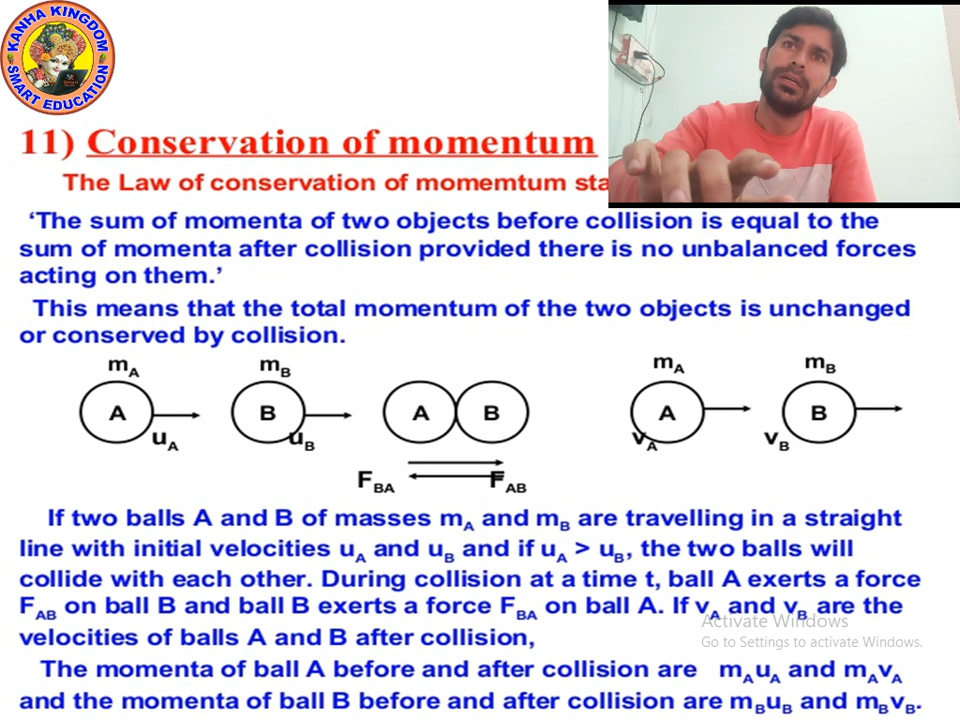 KANHA KINGDOM
SMART EDUCATION
11) Conservation of momentum
The Law of conservation of momemtum sta
‘The sum of momenta of two objects before collision is equal to the
sum of momenta after collision provided there is no unbalanced forces
acting on them.’
This means that the total momentum of the two objects is unchanged
or conserved by collision.
mA mB mA mB
A B A B A B
uA uB vA vB
FBA FAB
If two balls A and B of masses mA and mB are travelling in a straight
line with initial velocities uA and uB and if uA > uB, the two balls will
collide with each other. During collision at a time t, ball A exerts a force
FAB on ball B and ball B exerts a force FBA on ball A. If vA and vB are the
velocities of balls A and B after collision,
The momenta of ball A before and after collision are mAuA and mAvA
and the momenta of ball B before and after collision are mBuB and mBvB.
Activate Windows
Go to Settings to activate Windows.